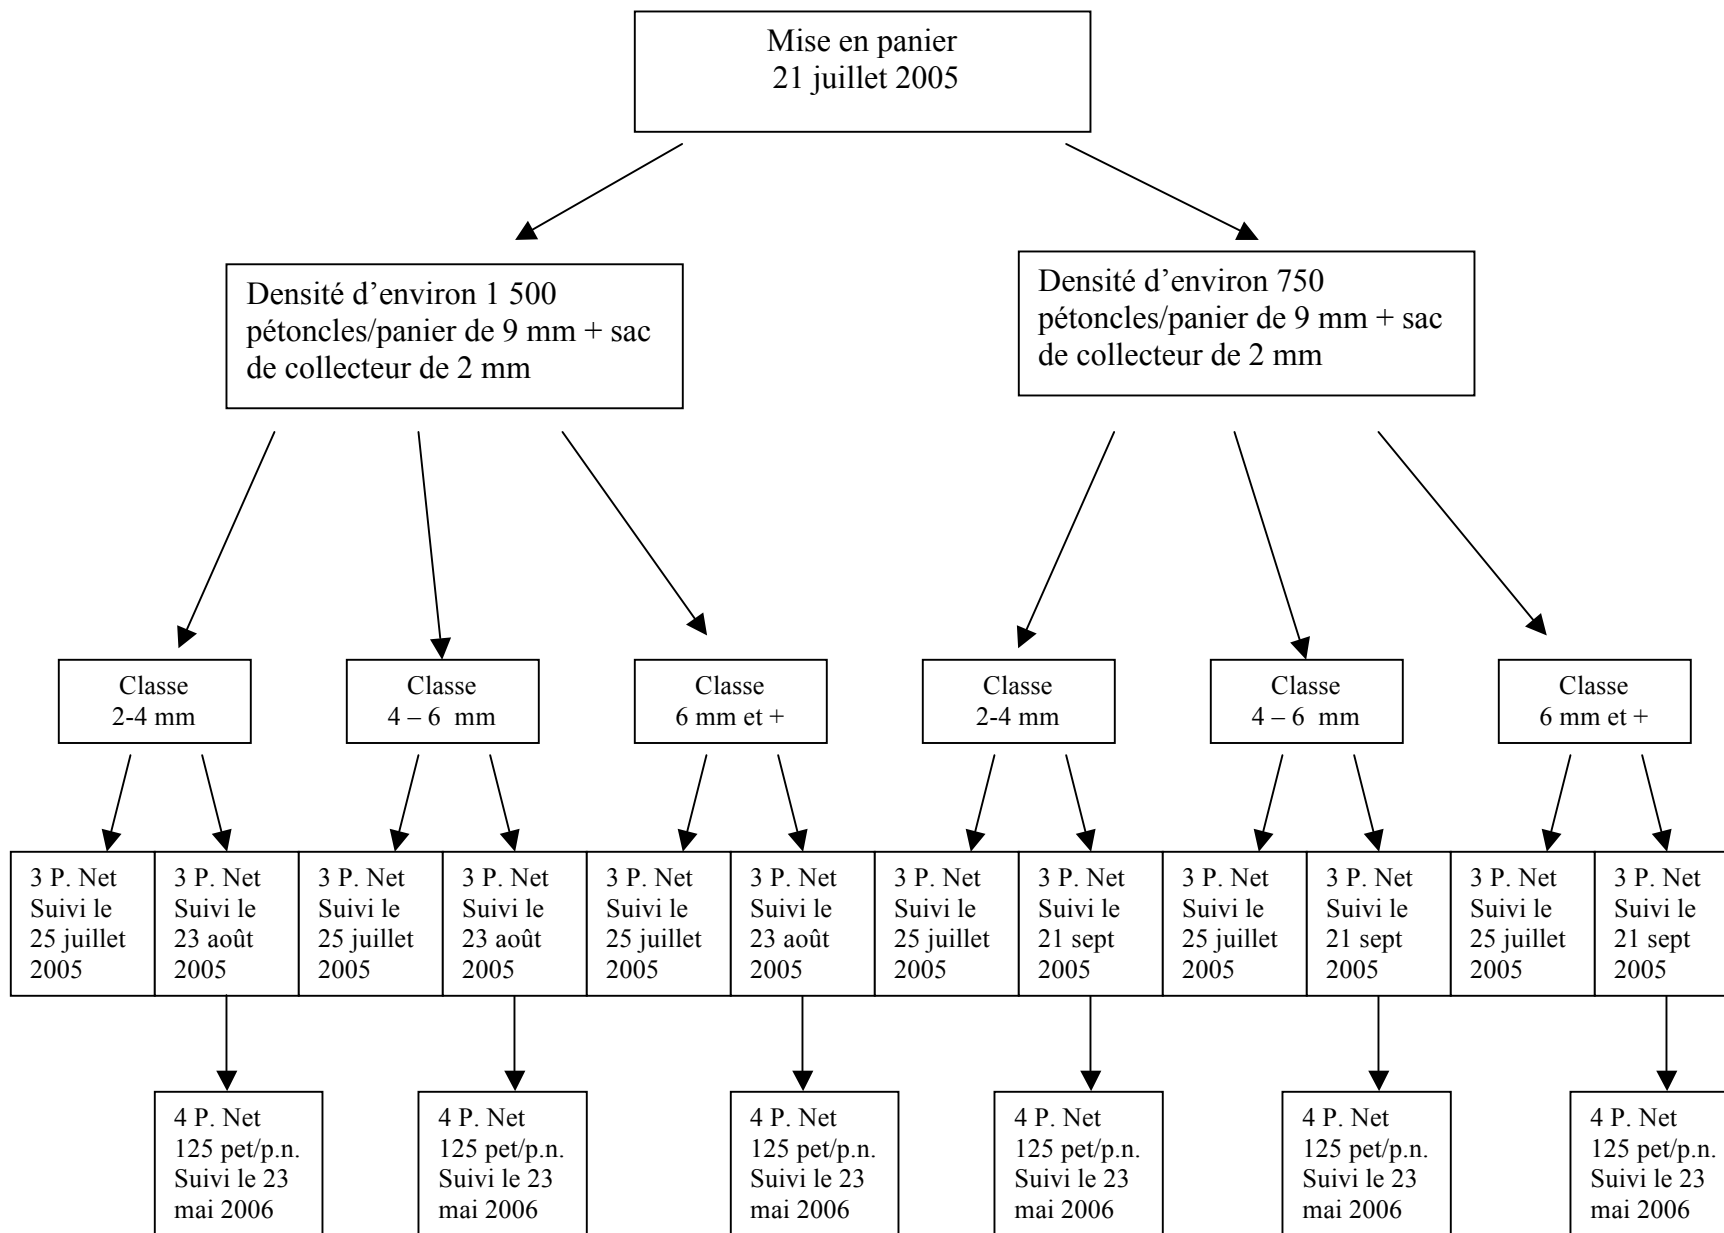 Mise en panier
21 juillet 2005
Densité d’environ 1 500
pétoncles/panier de 9 mm + sac
de collecteur de 2 mm
Densité d’environ 750
pétoncles/panier de 9 mm + sac
de collecteur de 2 mm
Classe
2-4 mm
Classe
4 – 6 mm
Classe
6 mm et +
Classe
2-4 mm
Classe
4 – 6 mm
Classe
6 mm et +
3 P. Net
Suivi le
25 juillet
2005
3 P. Net
Suivi le
23 août
2005
3 P. Net
Suivi le
25 juillet
2005
3 P. Net
Suivi le
23 août
2005
3 P. Net
Suivi le
25 juillet
2005
3 P. Net
Suivi le
23 août
2005
3 P. Net
Suivi le
25 juillet
2005
3 P. Net
Suivi le
21 sept
2005
3 P. Net
Suivi le
25 juillet
2005
3 P. Net
Suivi le
21 sept
2005
3 P. Net
Suivi le
25 juillet
2005
3 P. Net
Suivi le
21 sept
2005
4 P. Net
125 pet/p.n.
Suivi le 23
mai 2006
4 P. Net
125 pet/p.n.
Suivi le 23
mai 2006
4 P. Net
125 pet/p.n.
Suivi le 23
mai 2006
4 P. Net
125 pet/p.n.
Suivi le 23
mai 2006
4 P. Net
125 pet/p.n.
Suivi le 23
mai 2006
4 P. Net
125 pet/p.n.
Suivi le 23
mai 2006